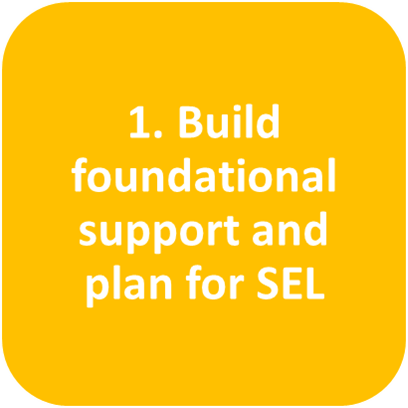 1. Build
foundational
support and
plan for SEL